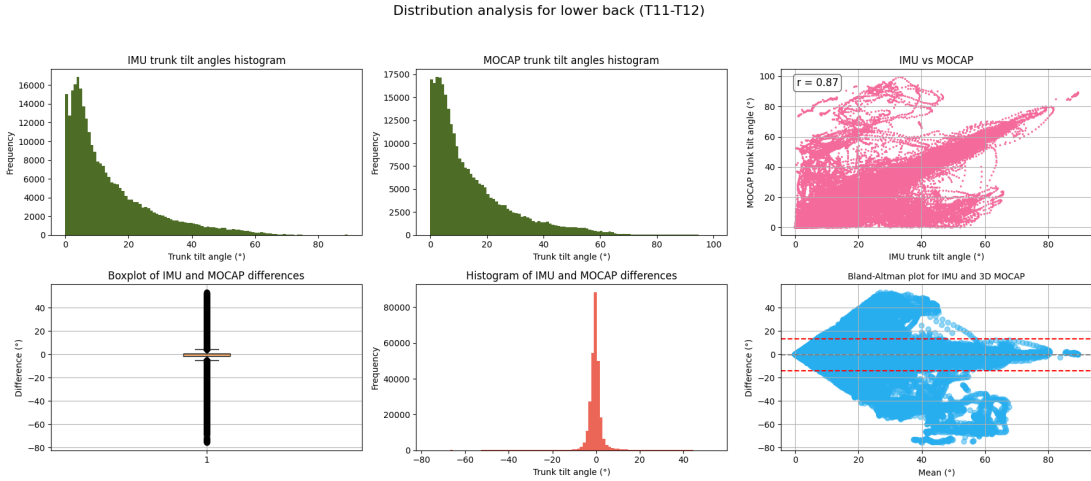 Distribution analysis for lower back (T11-T12)
IMU trunk tilt angles histogram
Frequency
16000
14000
12000
10000
8000
6000
4000
2000
0
0 20 40 60 80
Trunk tilt angle (°)
MOCAP trunk tilt angles histogram
Frequency
17500
15000
12500
10000
7500
5000
2500
0
0 20 40 60 80 100
Trunk tilt angle (°)
IMU vs MOCAP
r = 0.87
MOCAP trunk tilt angle (°)
100
80
60
40
20
0
0 10 20 30 40 50 60 70 80 90
IMU trunk tilt angle (°)
Boxplot of IMU and MOCAP differences
Difference (°)
40
20
0
−20
−40
−60
−80
1
Histogram of IMU and MOCAP differences
Frequency
80000
60000
40000
20000
0
−80 −60 −40 −20 0 20 40
Trunk tilt angle (°)
Bland-Altman plot for IMU and 3D MOCAP
Difference (°)
40
20
0
−20
−40
−60
−80
0 20 40 60 80
Mean (°)